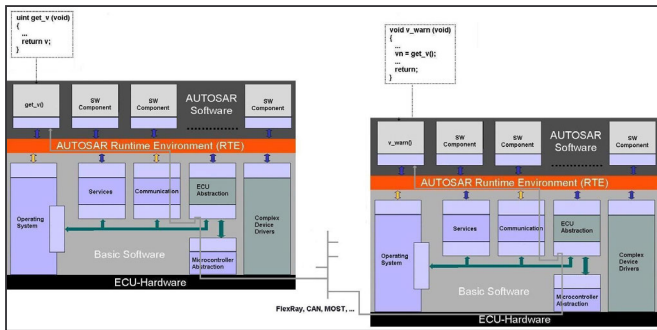 uint get_v (void)
{
...
return v;
}
get_v()
SW
Component
SW
Component
AUTOSAR
Software
..........
SW
Component
AUTOSAR Runtime Environment (RTE)
Operating
System
Services
Communication
ECU
Abstraction
Complex
Device
Drivers
Basic Software
Microcontroller
Abstraction
ECU-Hardware
FlexRay, CAN, MOST, ...
void v_warn (void)
{
...
vn = get_v();
...
return;
}
v_warn()
SW
Component
SW
Component
AUTOSAR
Software
..........
SW
Component
AUTOSAR Runtime Environment (RTE)
Operating
System
Services
Communication
ECU
Abstraction
Complex
Device
Drivers
Basic Software
Microcontroller
Abstraction
ECU-Hardware